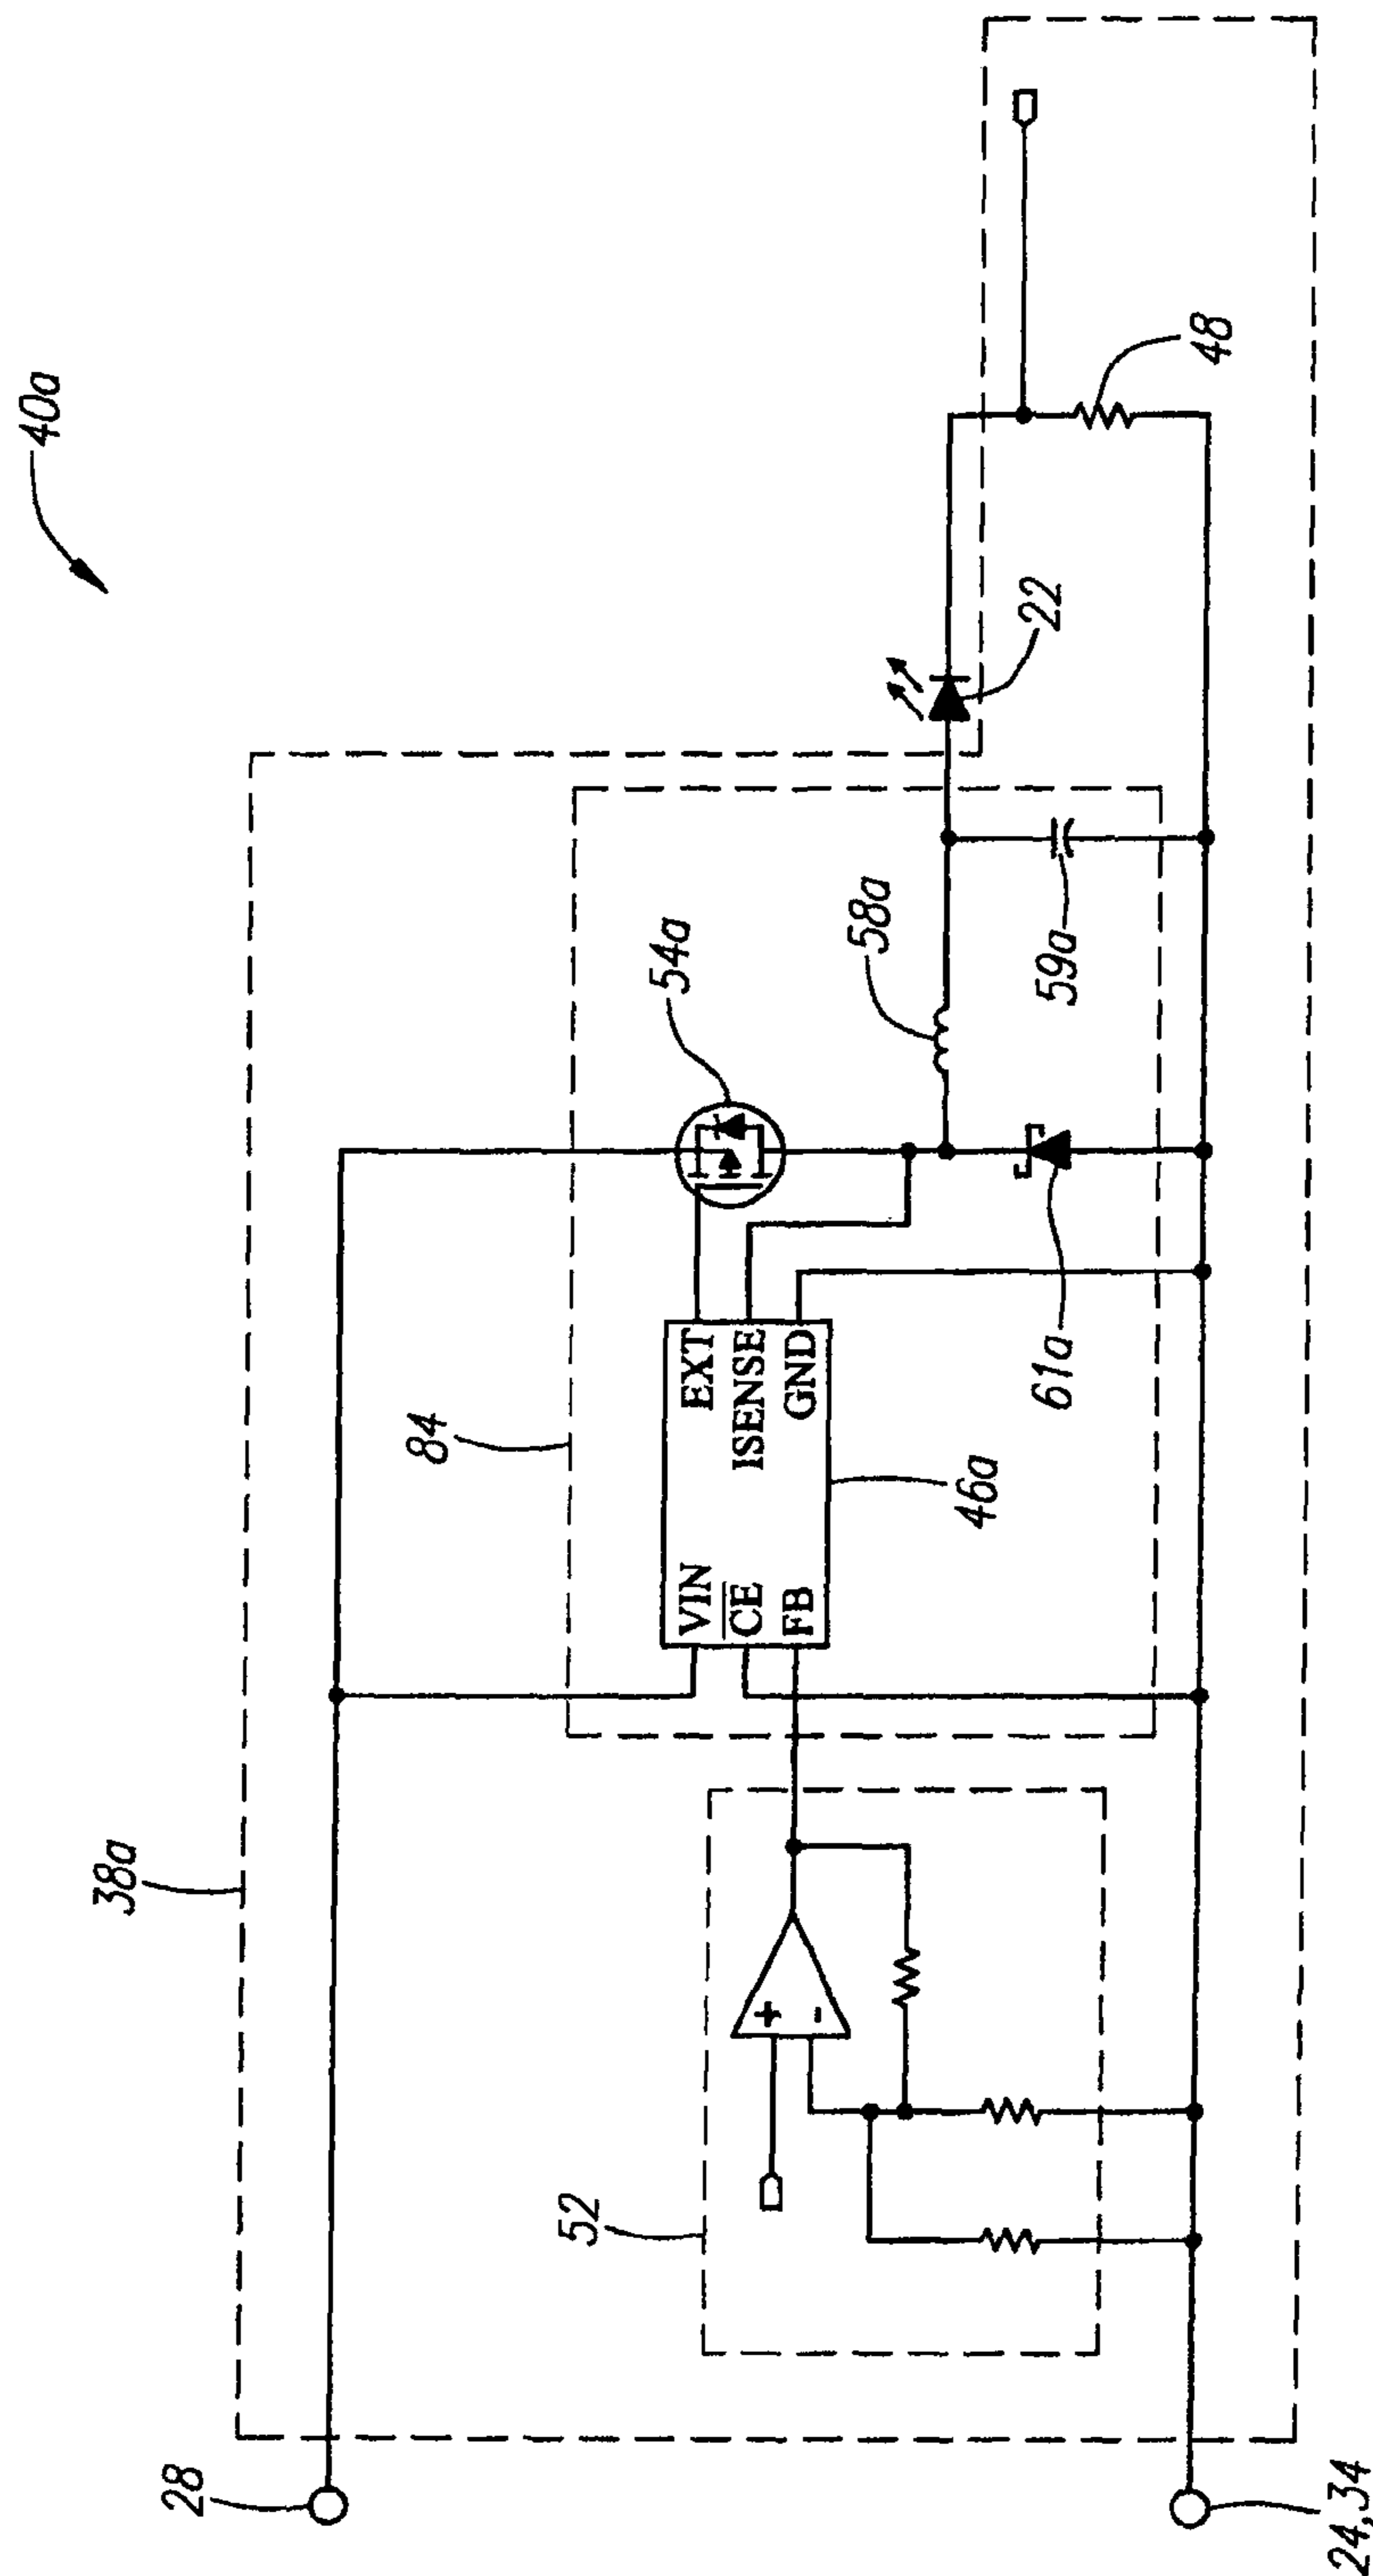 40a
38a
28
84
54a
VIN
CE
FB
EXT
ISENSE
GND
46a
58a
59a
61a
22
48
52
+
-
24,34